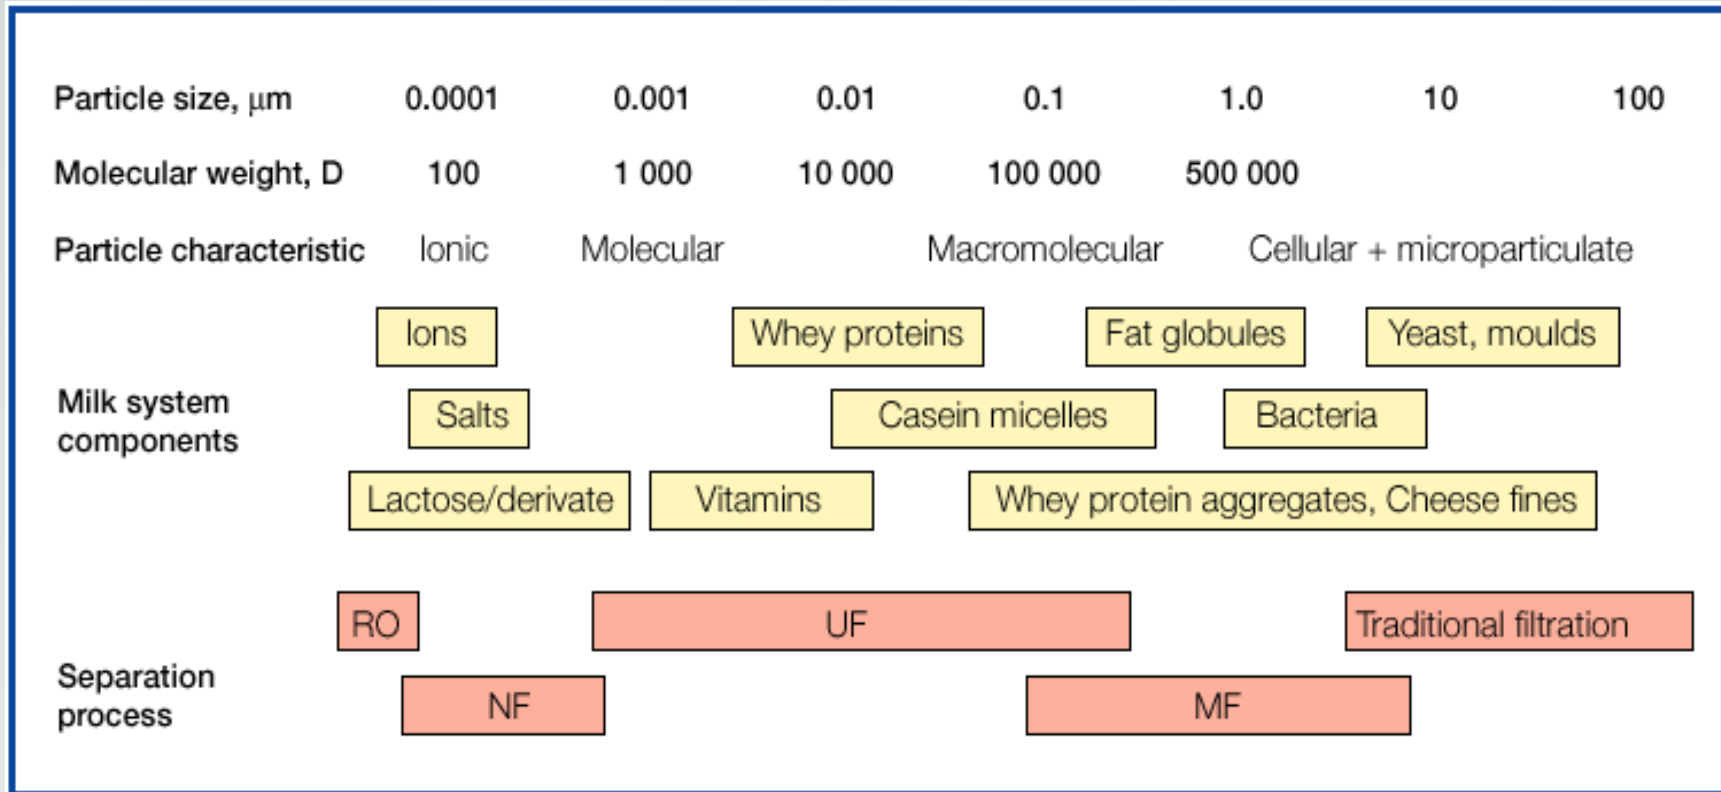 Particle size, μm 0.0001 0.001 0.01 0.1 1.0 10 100
Molecular weight, D 100 1 000 10 000 100 000 500 000
Particle characteristic Ionic Molecular Macromolecular Cellular + microparticulate
Ions Whey proteins Fat globules Yeast, moulds
Milk system
components
Salts Casein micelles Bacteria
Lactose/derivate Vitamins Whey protein aggregates, Cheese fines
RO UF Traditional filtration
Separation
process
NF MF